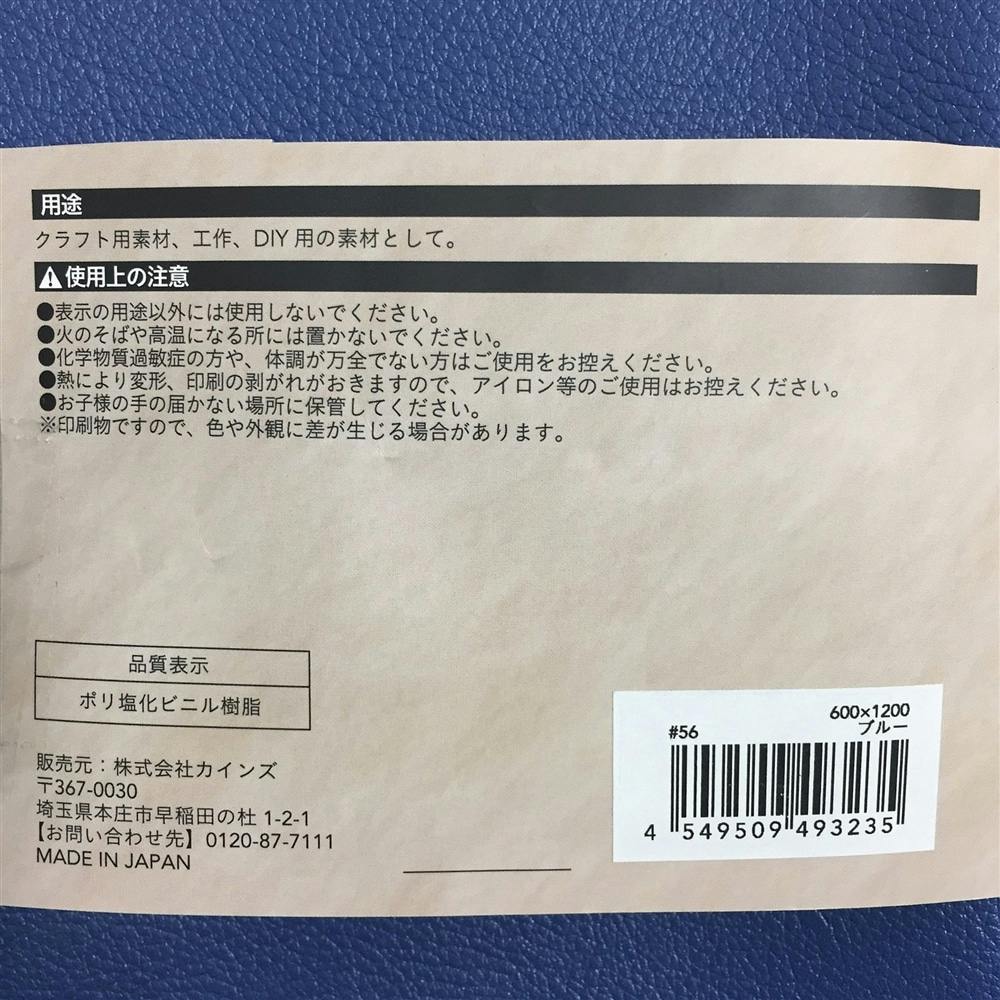 用途
クラフト用素材、工作、DIY用の素材として。
⚠使用上の注意
●表示の用途以外には使用しないでください。
●火のそばや高温になる所には置かないでください。
●化学物質過敏症の方や、体調が万全でない方はご使用をお控えください。
●熱により変形、印刷の剥がれがおきますので、アイロン等のご使用はお控えください。
●お子様の手の届かない場所に保管してください。
※印刷物ですので、色や外観に差が生じる場合があります。
品質表示
ポリ塩化ビニル樹脂
販売元：株式会社カインズ
〒367-0030
埼玉県本庄市早稲田の杜1-2-1
【お問い合わせ先】0120-87-7111
MADE IN JAPAN
#56
600×1200
ブルー
4 549509 493235